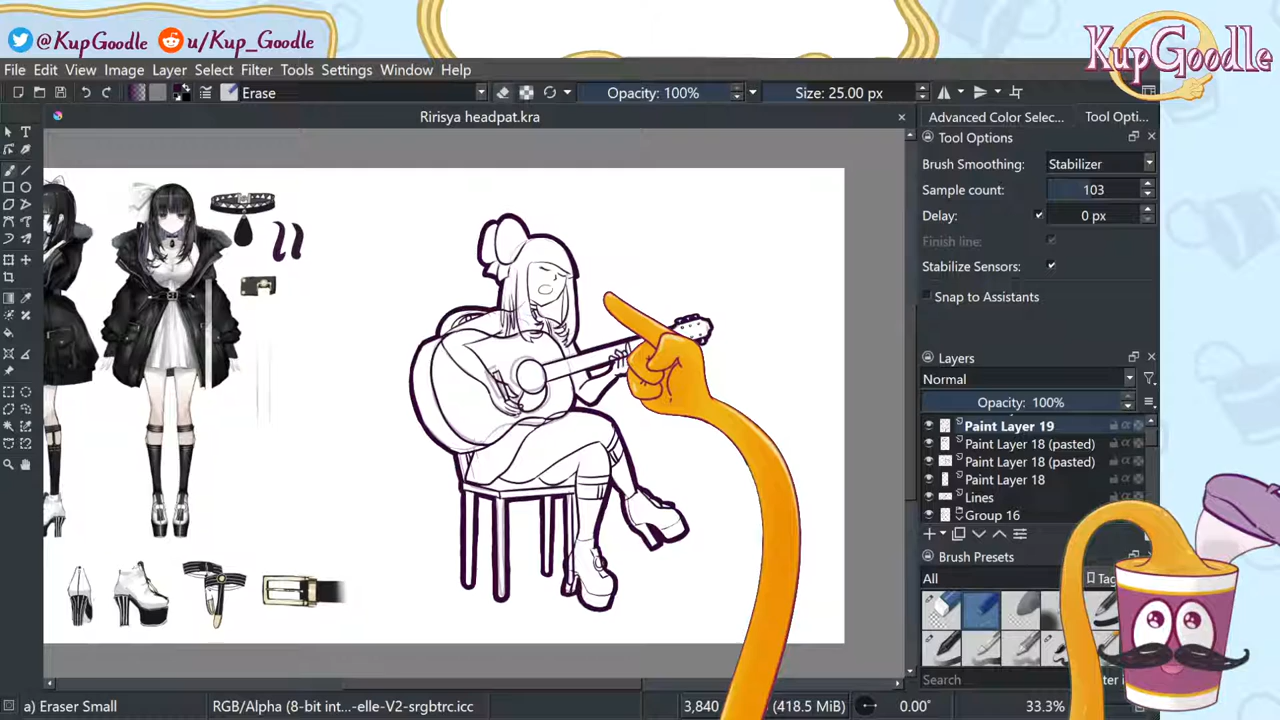 @KupGoodle u/Kup_Goodle
KupGoodle
File Edit View Image Layer Select Filter Tools Settings Window Help
Erase Opacity: 100% Size: 25.00 px
Ririsya headpat.kra
Advanced Color Selec... Tool Opti...
Tool Options
Brush Smoothing: Stabilizer
Sample count: 103
Delay: 0 px
Finish line:
Stabilize Sensors:
Snap to Assistants
Layers
Normal
Opacity: 100%
Paint Layer 19
Paint Layer 18 (pasted)
Paint Layer 18 (pasted)
Paint Layer 18
Lines
Group 16
Brush Presets
All Tag
Search
a) Eraser Small RGB/Alpha (8-bit int...-elle-V2-srgbtrc.icc 3,840 (418.5 MiB) 0.00° 33.3%